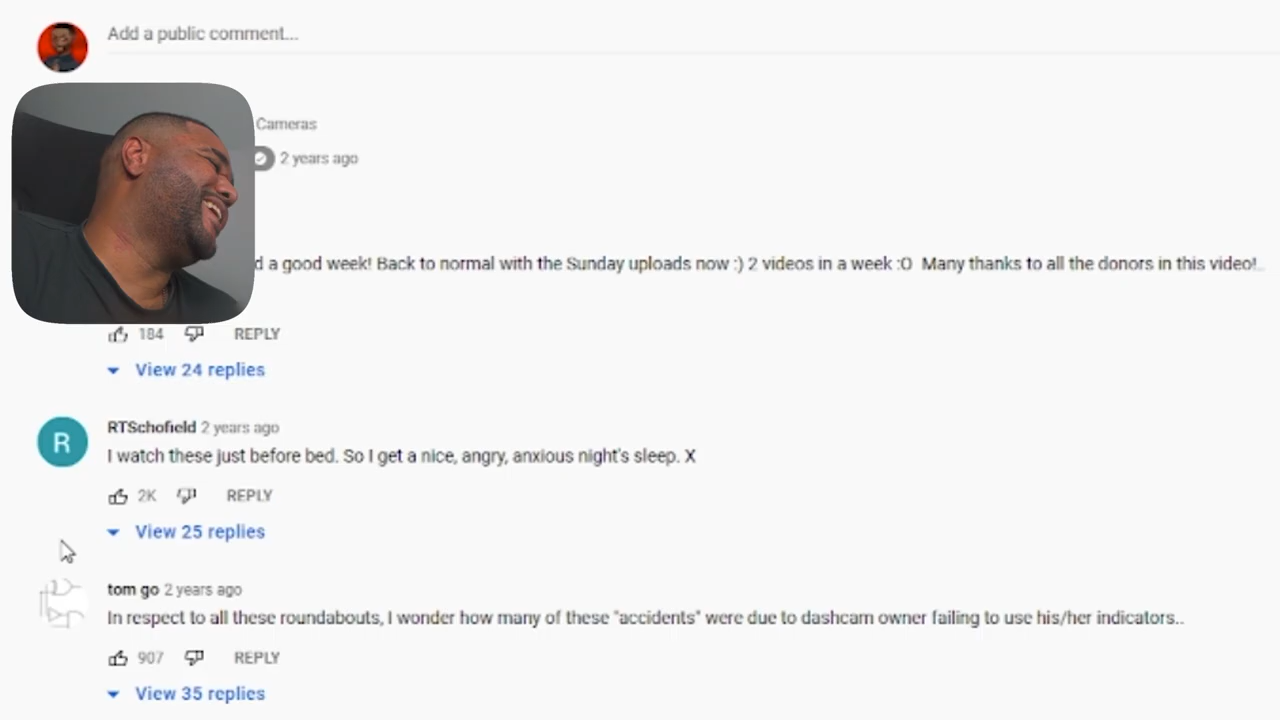 Add a public comment...
Cameras
2 years ago
d a good week! Back to normal with the Sunday uploads now :) 2 videos in a week :O Many thanks to all the donors in this video!..
184 REPLY
View 24 replies
R
RTSchofield 2 years ago
I watch these just before bed. So I get a nice, angry, anxious night's sleep. X
2K REPLY
View 25 replies
tom go 2 years ago
In respect to all these roundabouts, I wonder how many of these "accidents" were due to dashcam owner failing to use his/her indicators..
907 REPLY
View 35 replies